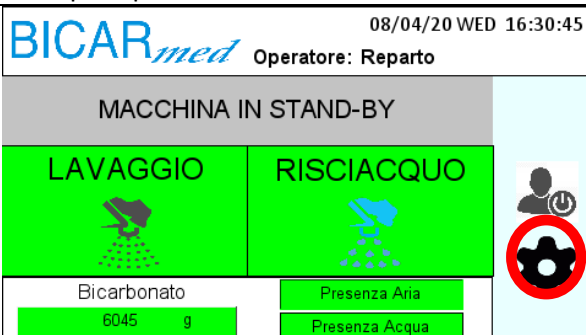 BICARmed
08/04/20 WED 16:30:45
Operatore: Reparto
MACCHINA IN STAND-BY
LAVAGGIO
RISCIACQUO
Bicarbonato
6045 g
Presenza Aria
Presenza Acqua